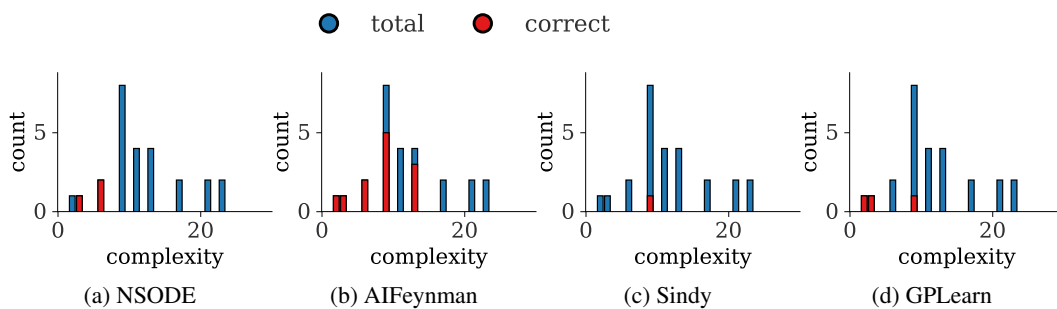 total correct
5
0
0 20
count
complexity
(a) NSODE
5
0
0 20
count
complexity
(b) AIFeynman
5
0
0 20
count
complexity
(c) Sindy
5
0
0 20
count
complexity
(d) GPLearn